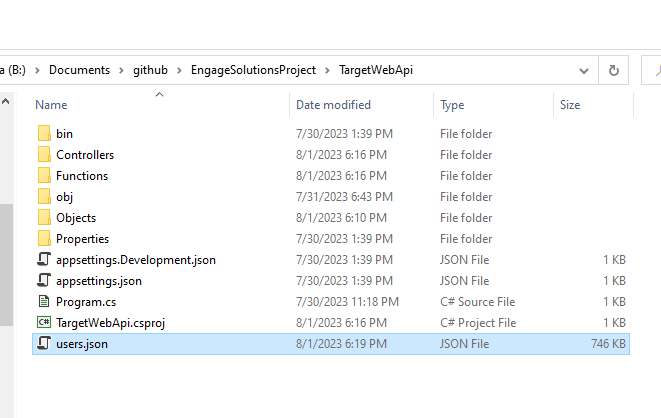 a (B:) > Documents > github > EngageSolutionsProject > TargetWebApi
Name Date modified Type Size
bin 7/30/2023 1:39 PM File folder
Controllers 8/1/2023 6:16 PM File folder
Functions 8/1/2023 6:16 PM File folder
obj 7/31/2023 6:43 PM File folder
Objects 8/1/2023 6:10 PM File folder
Properties 7/30/2023 1:39 PM File folder
appsettings.Development.json 7/30/2023 1:39 PM JSON File 1 KB
appsettings.json 7/30/2023 1:39 PM JSON File 1 KB
Program.cs 7/30/2023 11:18 PM C# Source File 1 KB
C# TargetWebApi.csproj 8/1/2023 6:16 PM C# Project File 1 KB
users.json 8/1/2023 6:19 PM JSON File 746 KB